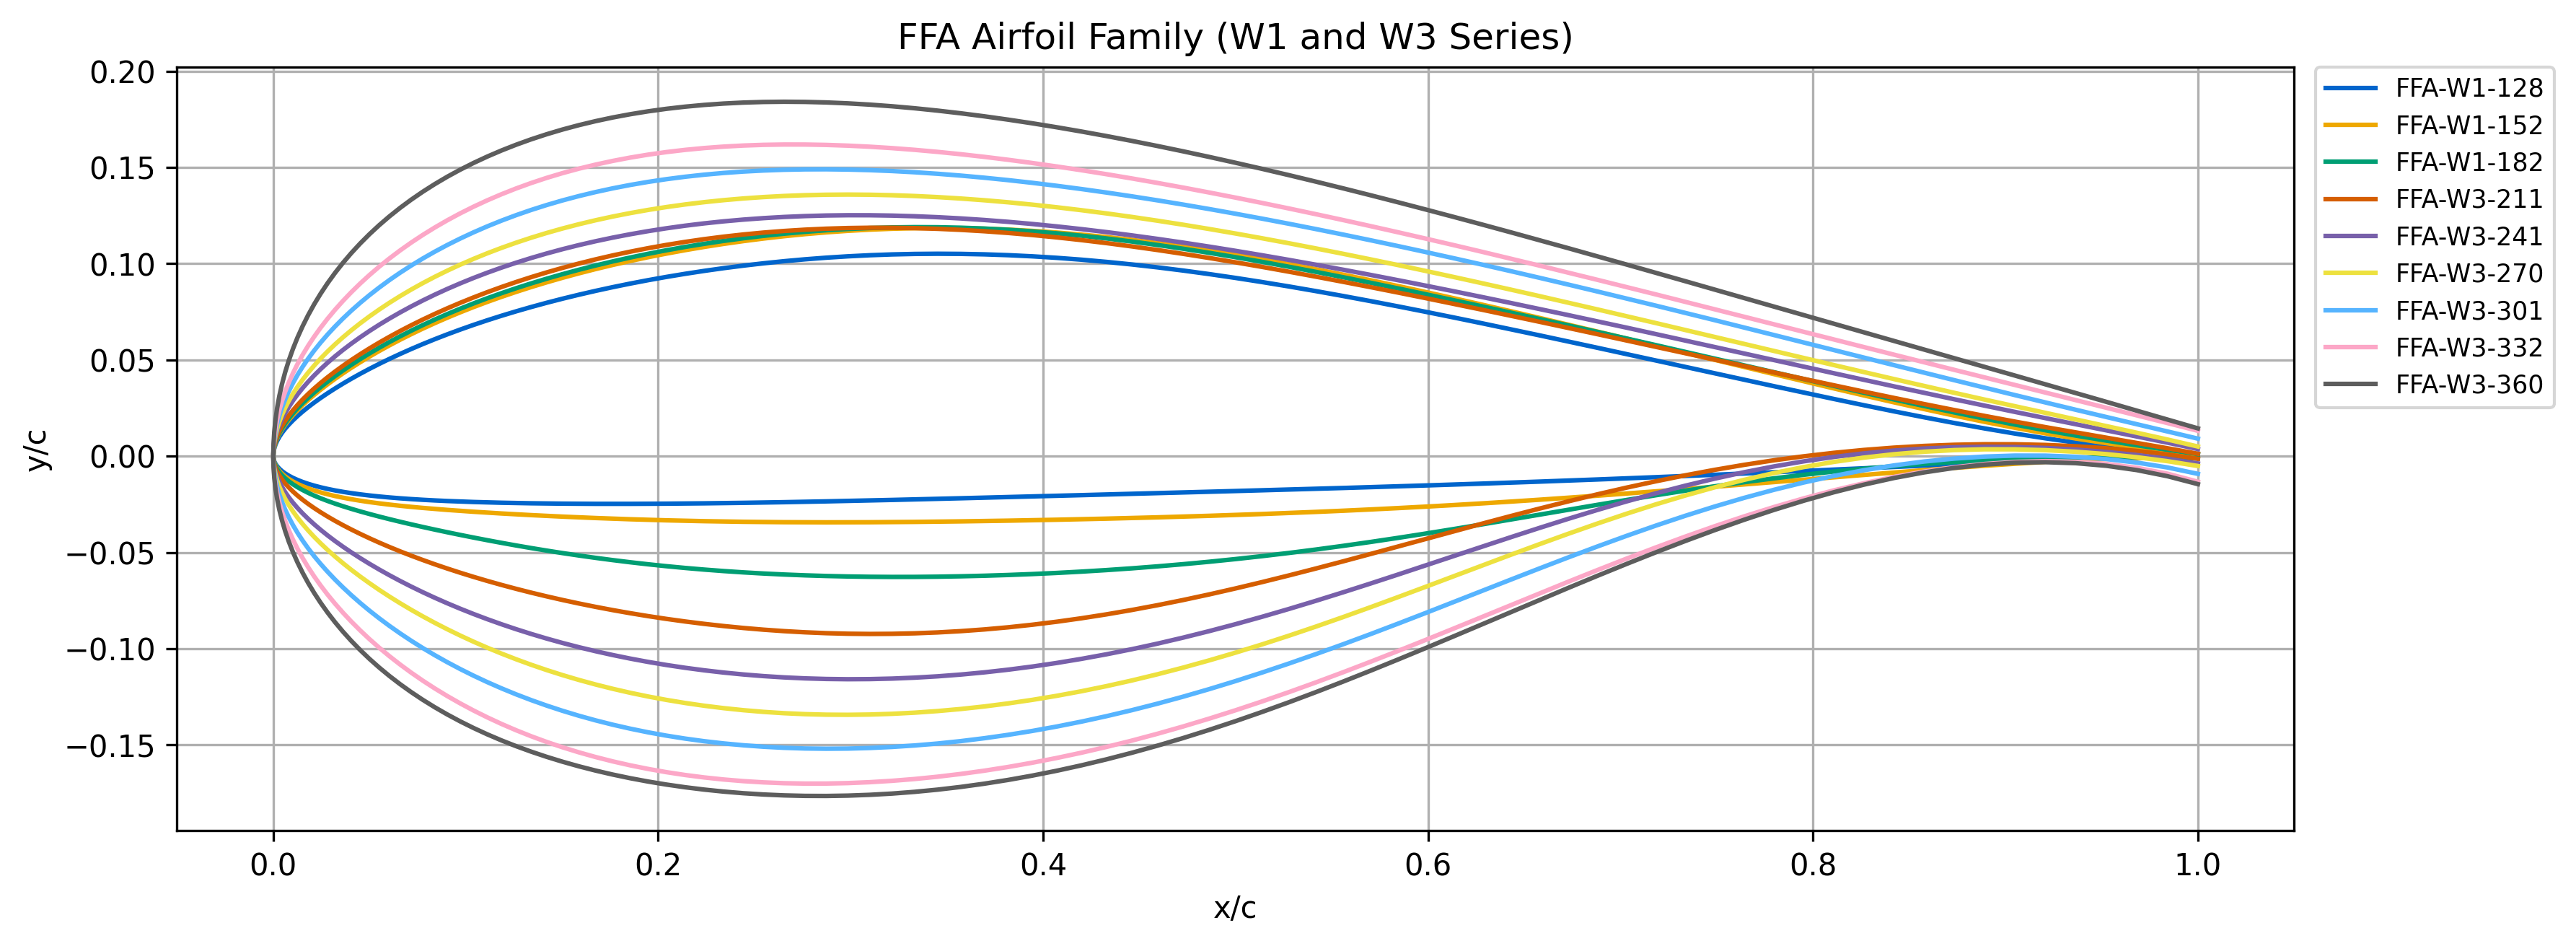 FFA Airfoil Family (W1 and W3 Series)
0.20
0.15
0.10
0.05
0.00
−0.05
−0.10
−0.15
y/c
0.0 0.2 0.4 0.6 0.8 1.0
x/c
FFA-W1-128
FFA-W1-152
FFA-W1-182
FFA-W3-211
FFA-W3-241
FFA-W3-270
FFA-W3-301
FFA-W3-332
FFA-W3-360